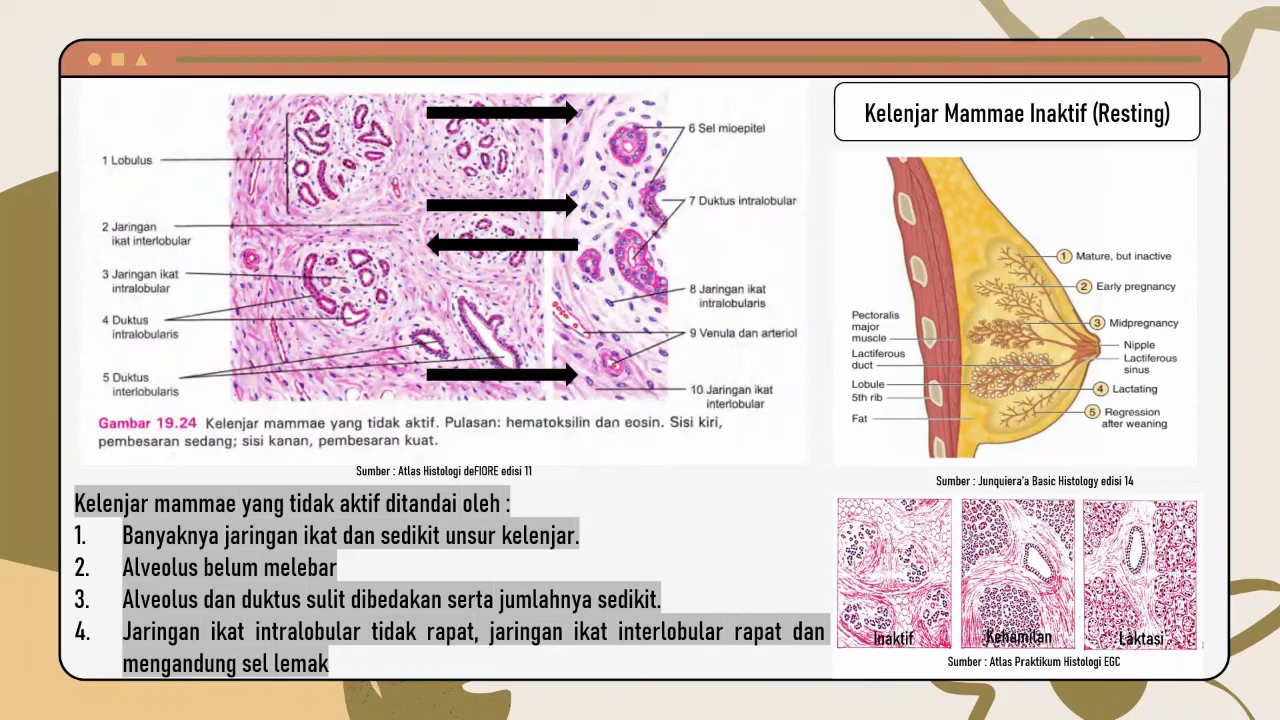 Kelenjar Mammae Inaktif (Resting)
1 Lobulus
2 Jaringan
ikat interlobular
3 Jaringan ikat
intralobular
4 Duktus
intralobularis
5 Duktus
interlobularis
6 Sel mioepitel
7 Duktus intralobular
8 Jaringan ikat
intralobularis
9 Venula dan arteriol
10 Jaringan ikat
interlobular
Gambar 19.24 Kelenjar mammae yang tidak aktif. Pulasan: hematoksilin dan eosin. Sisi kiri,
pembesaran sedang; sisi kanan, pembesaran kuat.
Sumber : Atlas Histologi deFIORE edisi 11
Pectoralis
major
muscle
Lactiferous
duct
Lobule
5th rib
Fat
1 Mature, but inactive
2 Early pregnancy
3 Midpregnancy
Nipple
Lactiferous
sinus
4 Lactating
5 Regression
after weaning
Sumber : Junquiera'a Basic Histology edisi 14
Kelenjar mammae yang tidak aktif ditandai oleh :
1. Banyaknya jaringan ikat dan sedikit unsur kelenjar.
2. Alveolus belum melebar
3. Alveolus dan duktus sulit dibedakan serta jumlahnya sedikit.
4. Jaringan ikat intralobular tidak rapat, jaringan ikat interlobular rapat dan
mengandung sel lemak
Inaktif
Kehamilan
Laktasi
Sumber : Atlas Praktikum Histologi EGC